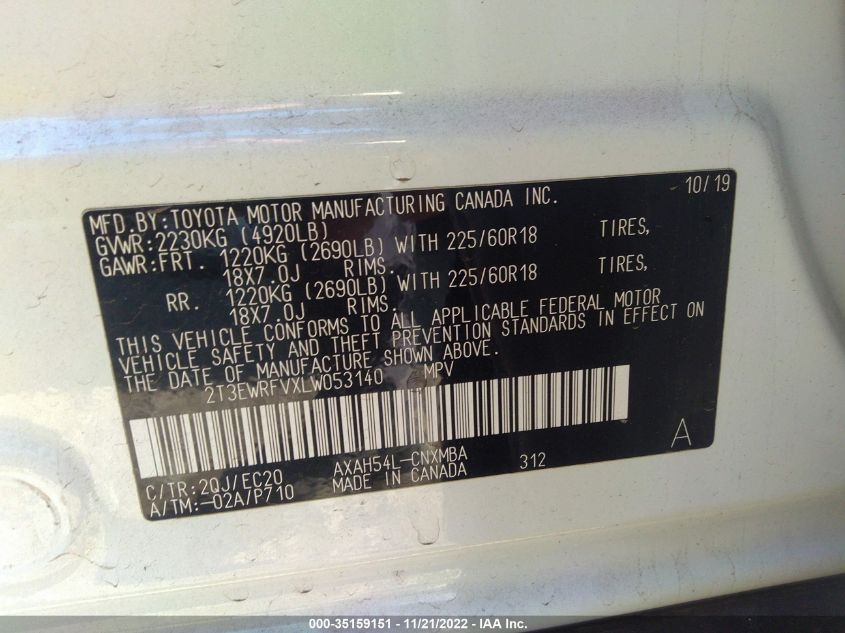 MFD.BY:TOYOTA MOTOR MANUFACTURING CANADA INC. 10/19
GVWR:2230KG (4920LB)
GAWR:FRT. 1220KG (2690LB) WITH 225/60R18 TIRES,
18X7.0J RIMS.
RR. 1220KG (2690LB) WITH 225/60R18 TIRES,
18X7.0J RIMS.
THIS VEHICLE CONFORMS TO ALL APPLICABLE FEDERAL MOTOR
VEHICLE SAFETY AND THEFT PREVENTION STANDARDS IN EFFECT ON
THE DATE OF MANUFACTURE SHOWN ABOVE.
2T3EWRFVXLW053140 MPV
C/TR:20J/EC20 AXAH54L-CNXMBA 312 A
A/TM:-02A/P710 MADE IN CANADA
000-35159151 - 11/21/2022 - IAA Inc.